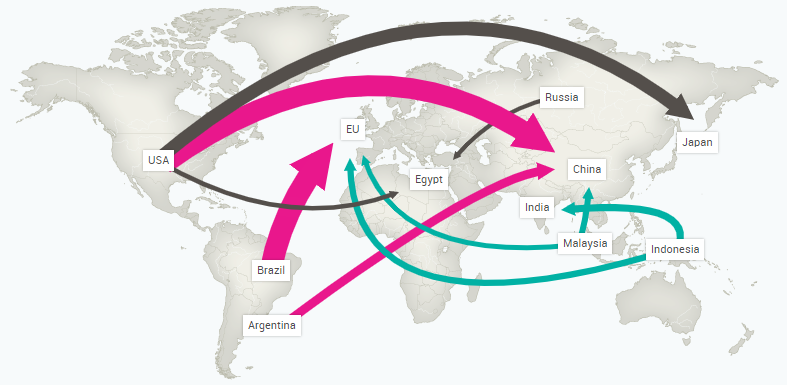 Russia
EU
Japan
USA
China
Egypt
India
Malaysia
Indonesia
Brazil
Argentina